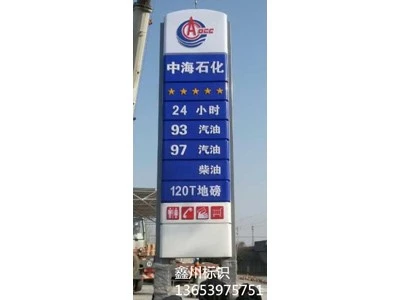 中海石化
24 小时
93 汽油
97 汽油
柴油
120T地磅
鑫州标识
13653975751